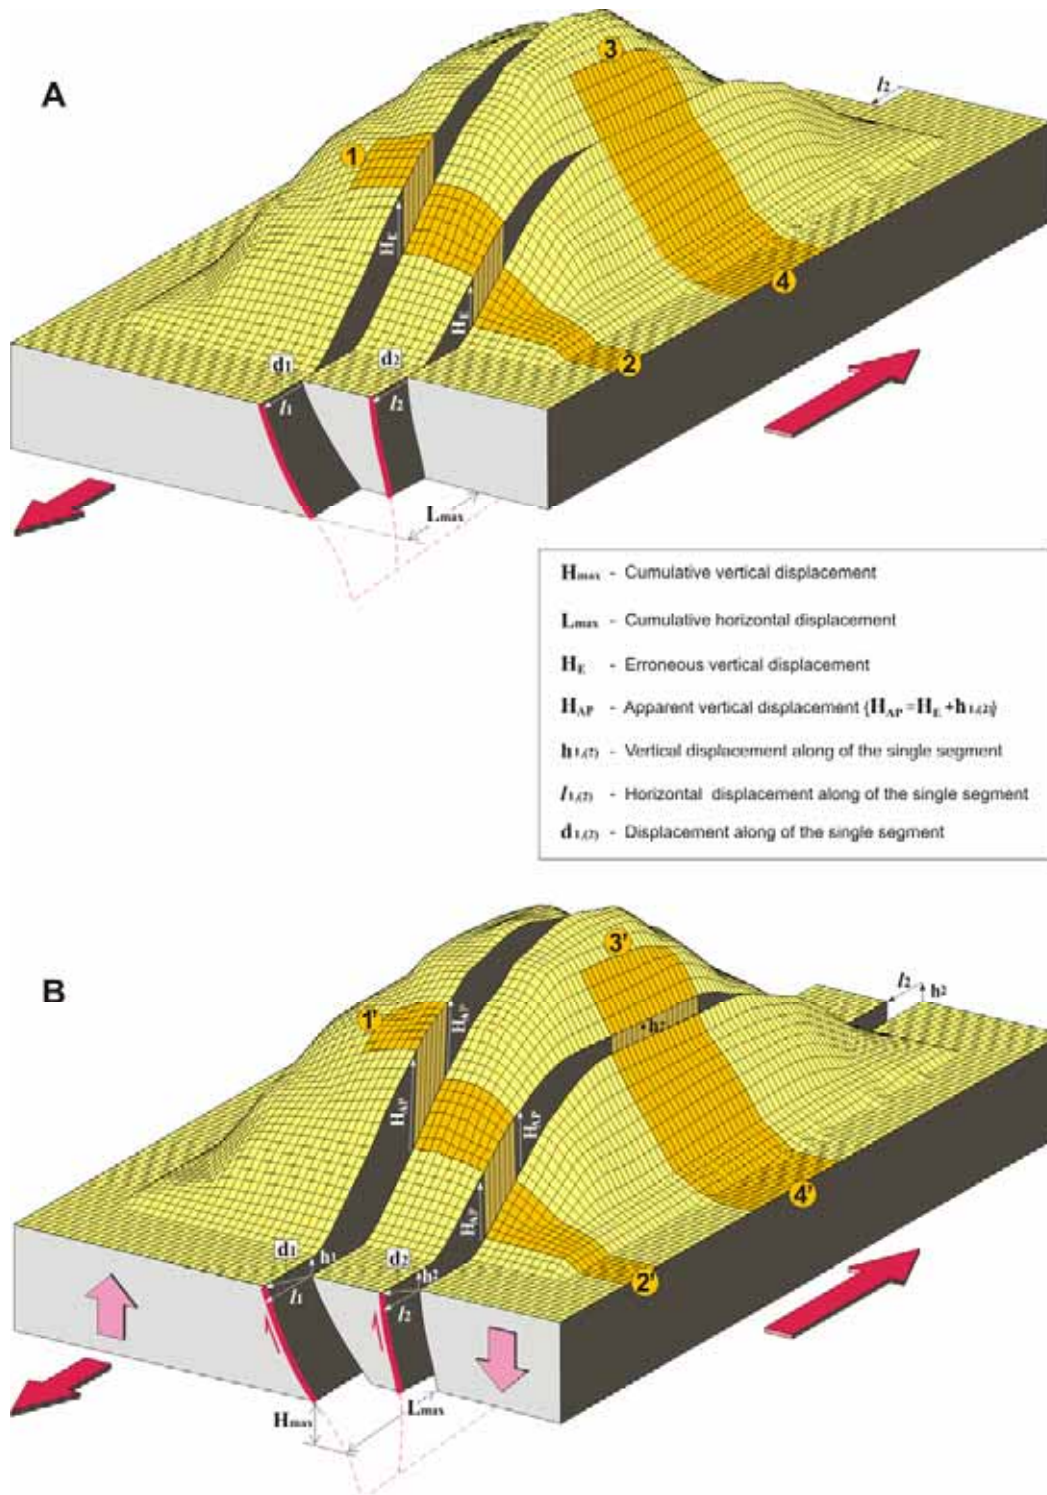 A
3
l2
1
HE
HE
4
2
d1
d2
l1
l2
Lmax
Hmax - Cumulative vertical displacement
Lmax - Cumulative horizontal displacement
HE - Erroneous vertical displacement
HAP - Apparent vertical displacement {HAP =HE +h1,(2)}
h1,(2) - Vertical displacement along of the single segment
l1,(2) - Horizontal displacement along of the single segment
d1,(2) - Displacement along of the single segment
B
3'
l2
h2
1'
HAP
h2
HAP
HAP
HAP
4'
2'
d1
h1
d2
h2
l1
l2
Hmax
Lmax